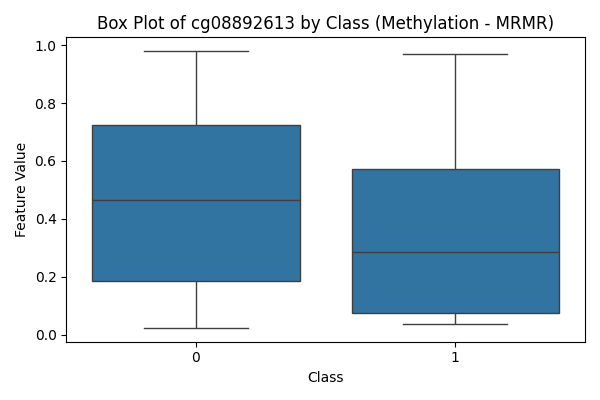 Box Plot of cg08892613 by Class (Methylation - MRMR)
1.0
0.8
0.6
0.4
0.2
0.0
Feature Value
0
1
Class